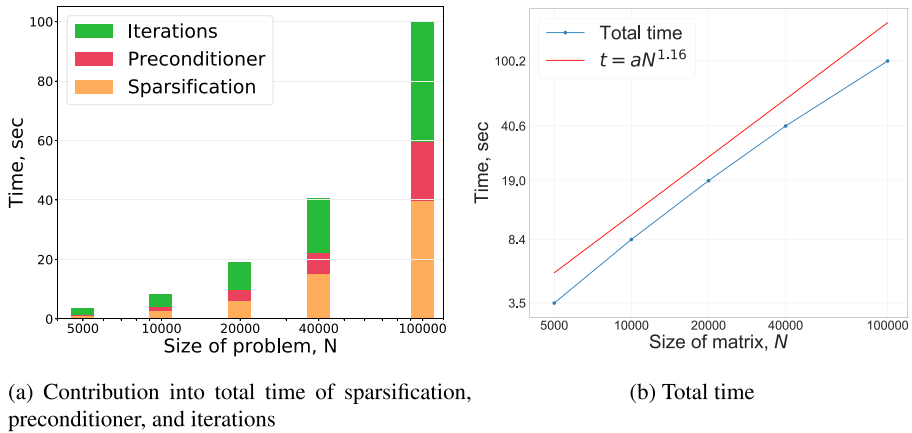 100
80
60
40
20
0
Time, sec
Iterations
Preconditioner
Sparsification
5000 10000 20000 40000 100000
Size of problem, N
100.2
40.6
19.0
8.4
3.5
Time, sec
Total time
t = aN^1.16
5000 10000 20000 40000 100000
Size of matrix, N
(a) Contribution into total time of sparsification,
preconditioner, and iterations
(b) Total time